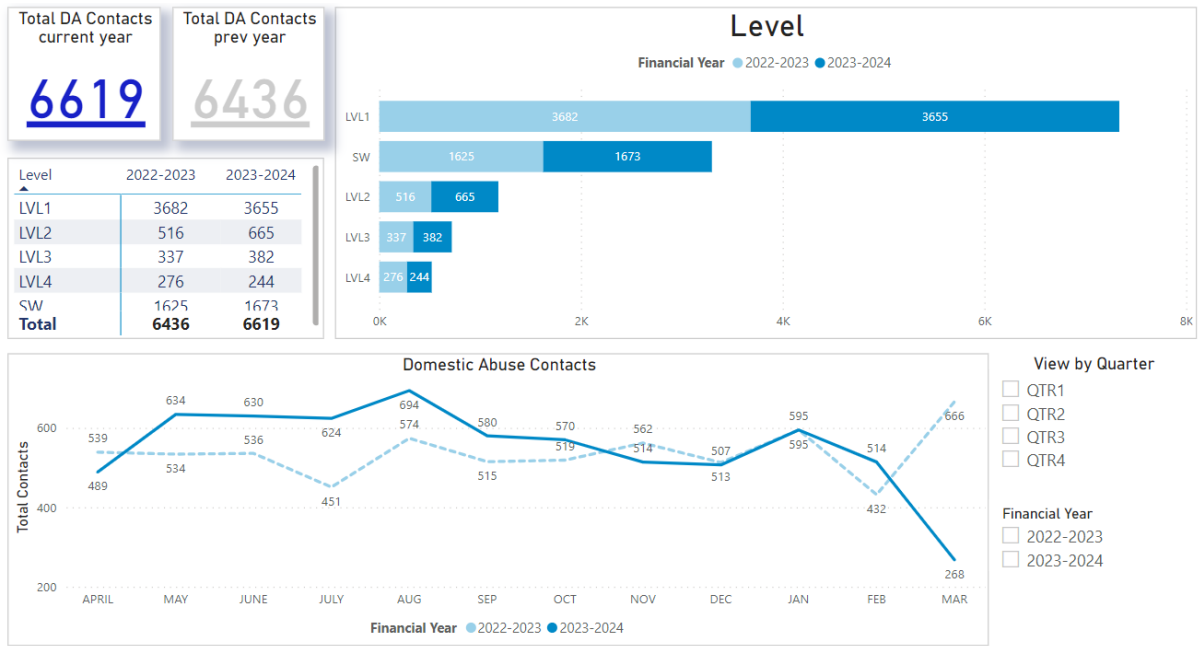 Total DA Contacts
current year
6619
Total DA Contacts
prev year
6436
Level 2022-2023 2023-2024
LVL1 3682 3655
LVL2 516 665
LVL3 337 382
LVL4 276 244
SW 1625 1673
Total 6436 6619
Level
Financial Year 2022-2023 2023-2024
LVL1 3682 3655
SW 1625 1673
LVL2 516 665
LVL3 337 382
LVL4 276 244
0K 2K 4K 6K 8K
Domestic Abuse Contacts
Total Contacts
600
400
200
539 634 630 694 580 570 562 507 595 514 666
489 534 536 624 574 515 519 514 513 595 432 268
451
APRIL MAY JUNE JULY AUG SEP OCT NOV DEC JAN FEB MAR
Financial Year 2022-2023 2023-2024
View by Quarter
QTR1
QTR2
QTR3
QTR4
Financial Year
2022-2023
2023-2024